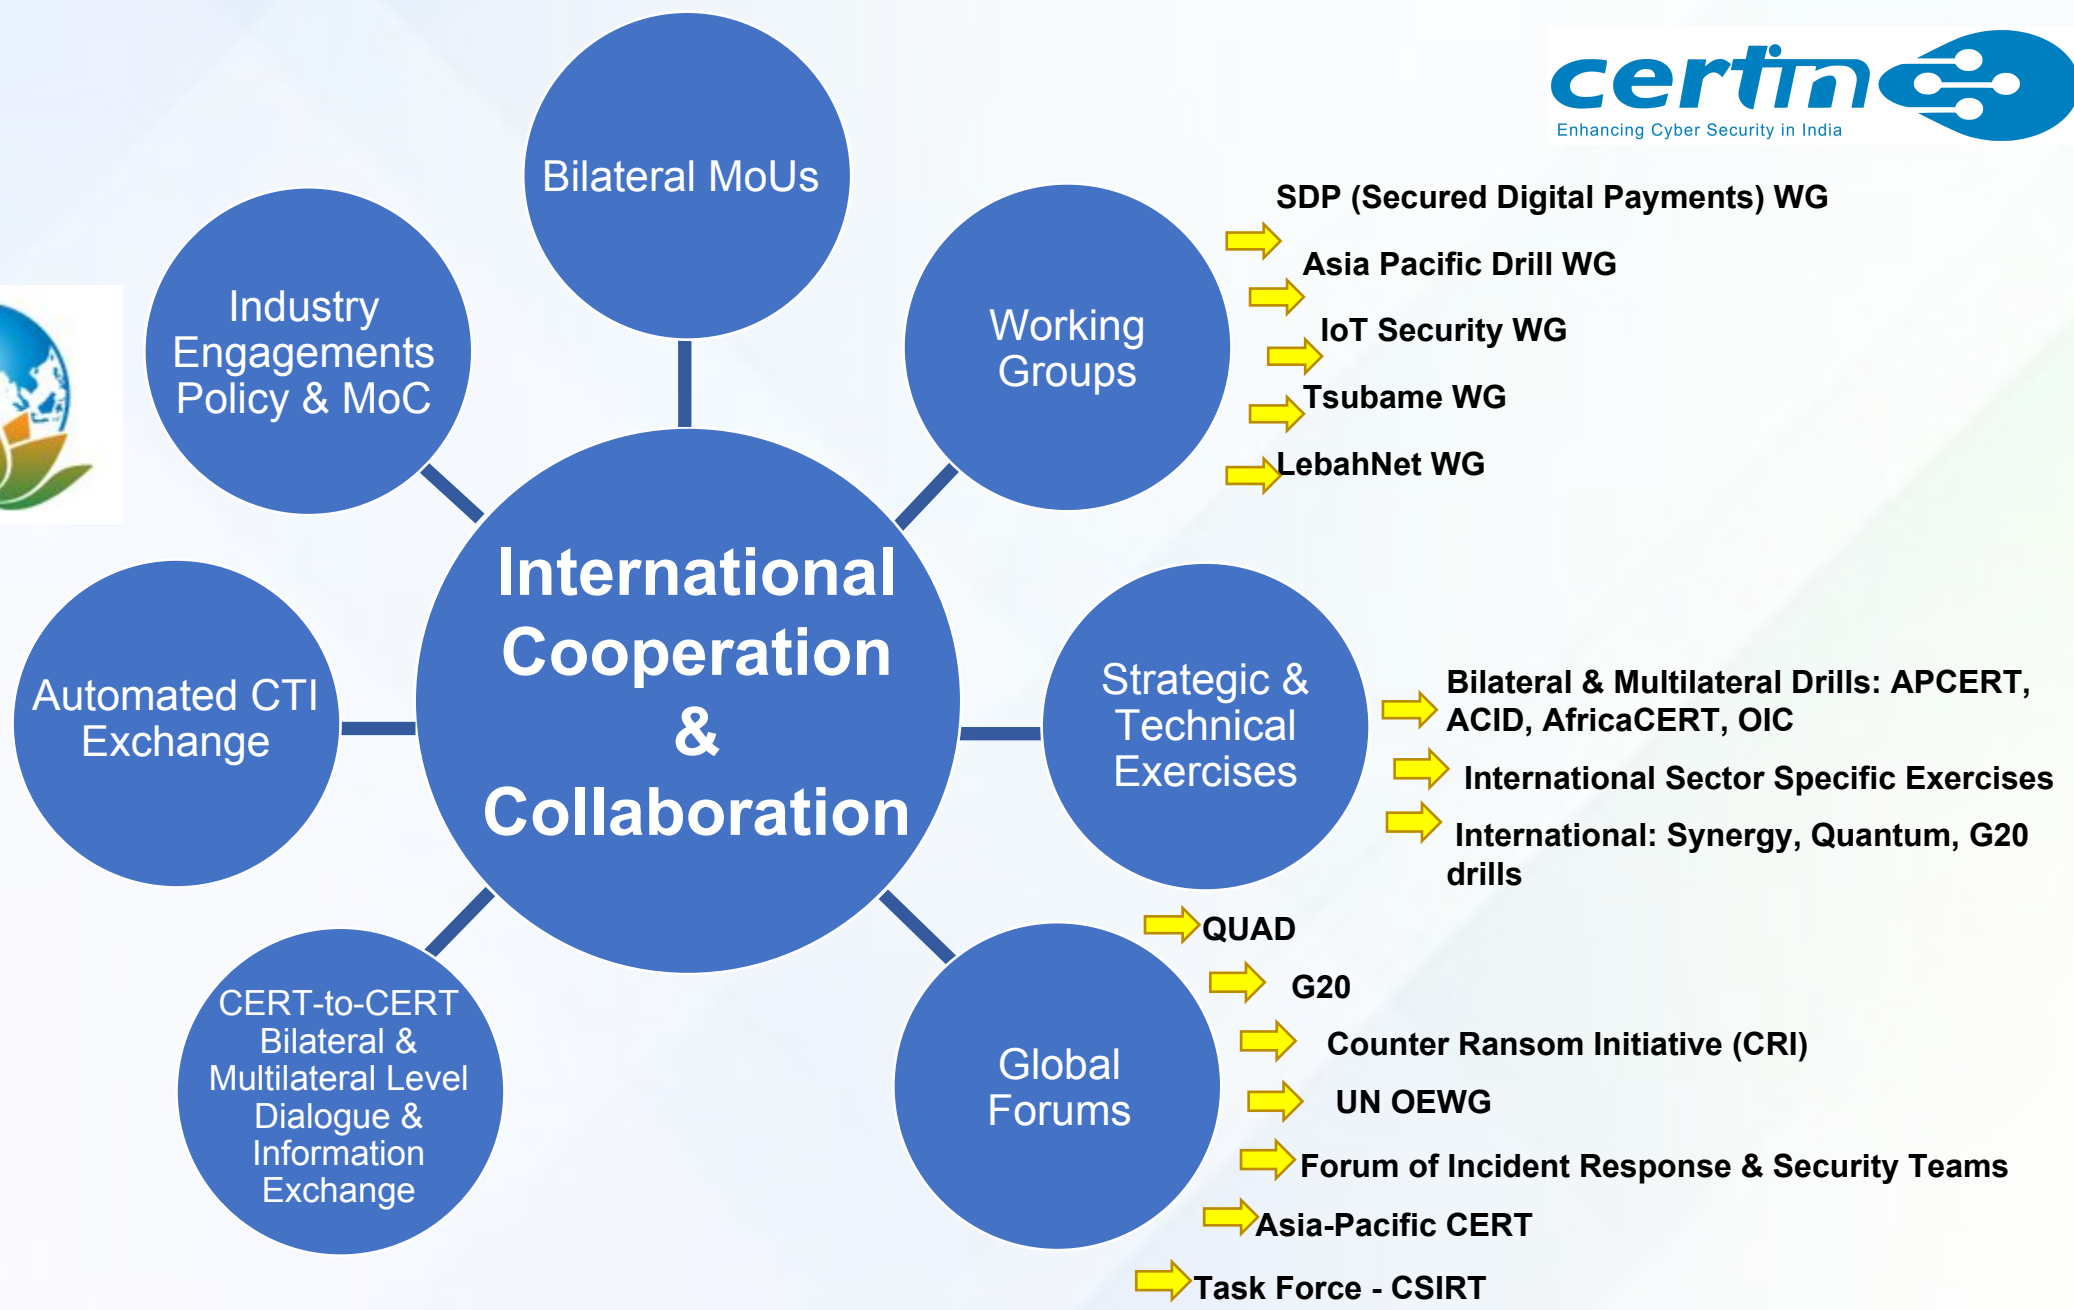 certin
Enhancing Cyber Security in India
Bilateral MoUs
Industry
Engagements
Policy & MoC
Working
Groups
SDP (Secured Digital Payments) WG
Asia Pacific Drill WG
IoT Security WG
Tsubame WG
LebahNet WG
International
Cooperation
&
Collaboration
Automated CTI
Exchange
Strategic &
Technical
Exercises
Bilateral & Multilateral Drills: APCERT,
ACID, AfricaCERT, OIC
International Sector Specific Exercises
International: Synergy, Quantum, G20
drills
CERT-to-CERT
Bilateral &
Multilateral Level
Dialogue &
Information
Exchange
Global
Forums
QUAD
G20
Counter Ransom Initiative (CRI)
UN OEWG
Forum of Incident Response & Security Teams
Asia-Pacific CERT
Task Force - CSIRT